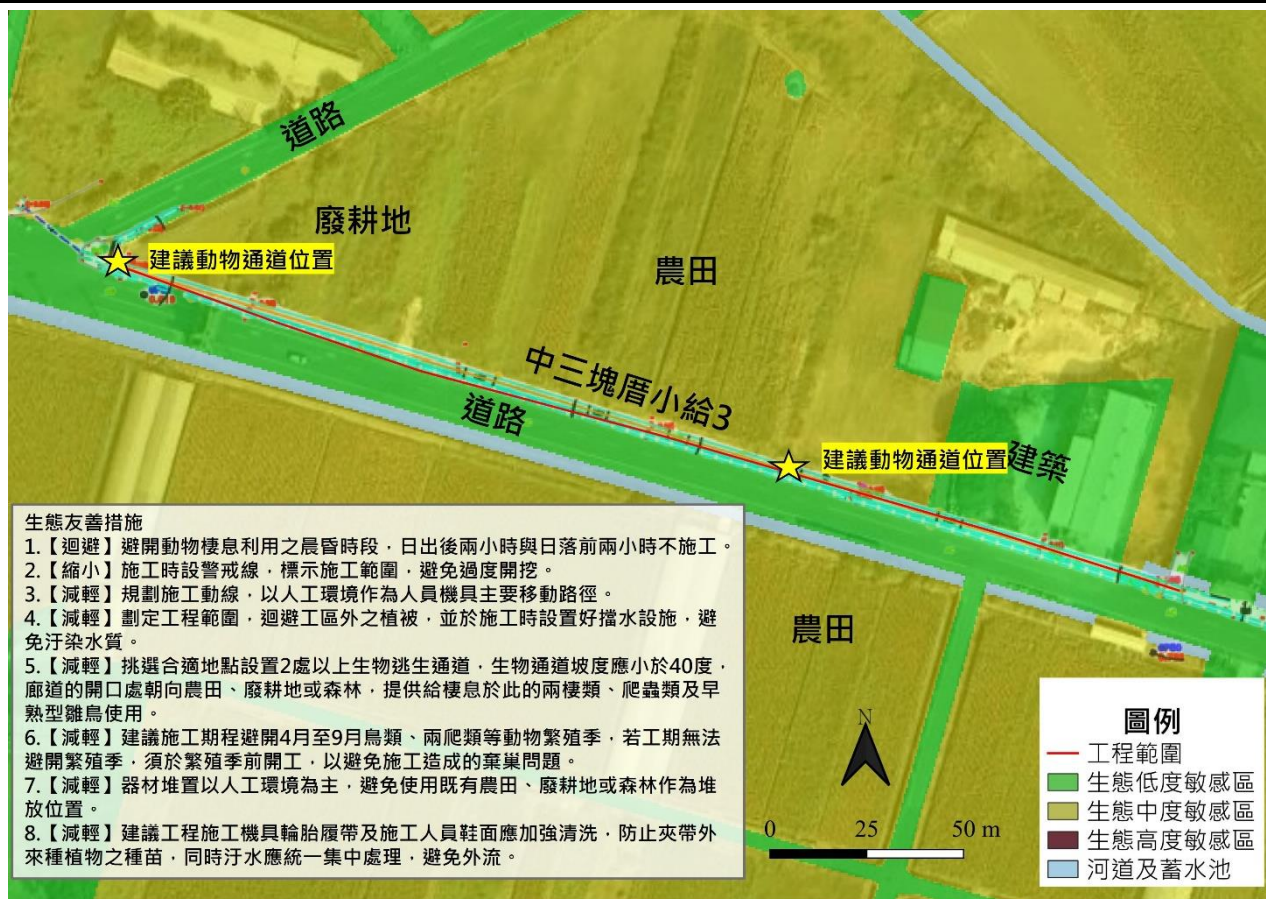 道路
廢耕地
建議動物通道位置
農田
中三塊厝小給3
道路
建議動物通道位置
建築
農田
生態友善措施
1.【迴避】避開動物棲息利用之晨昏時段，日出後兩小時與日落前兩小時不施工。
2.【縮小】施工時設警戒線，標示施工範圍，避免過度開挖。
3.【減輕】規劃施工動線，以人工環境作為人員機具主要移動路徑。
4.【減輕】劃定工程範圍，迴避工區外之植被，並於施工時設置好擋水設施，避
免汙染水質。
5.【減輕】挑選合適地點設置2處以上生物逃生通道，生物通道坡度應小於40度，
廊道的開口處朝向農田、廢耕地或森林，提供給棲息於此的兩棲類、爬蟲類及早
熟型雛鳥使用。
6.【減輕】建議施工期程避開4月至9月鳥類、兩爬類等動物繁殖季，若工期無法
避開繁殖季，須於繁殖季前開工，以避免施工造成的棄巢問題。
7.【減輕】器材堆置以人工環境為主，避免使用既有農田、廢耕地或森林作為堆
放位置。
8.【減輕】建議工程施工機具輪胎履帶及施工人員鞋面應加強清洗，防止夾帶外
來種植物之種苗，同時汙水應統一集中處理，避免外流。
N
0 25 50 m
圖例
工程範圍
生態低度敏感區
生態中度敏感區
生態高度敏感區
河道及蓄水池